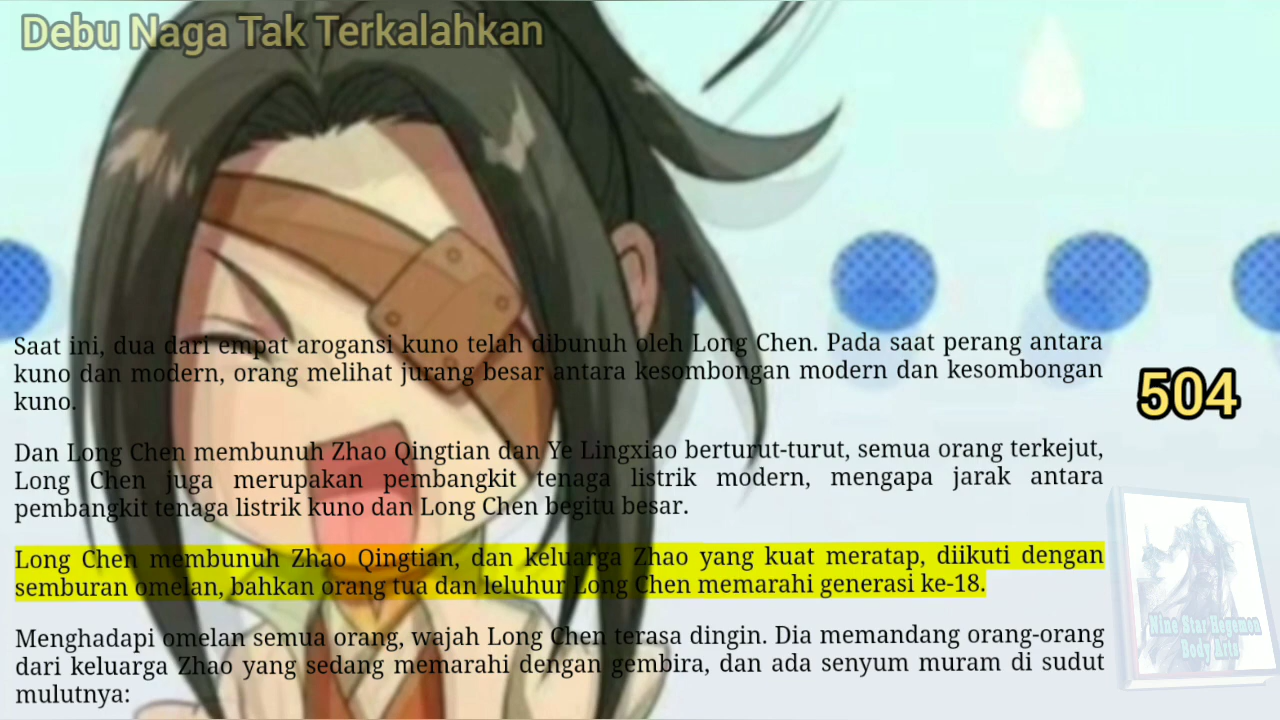 Debu Naga Tak Terkalahkan
Saat ini, dua dari empat arogansi kuno telah dibunuh oleh Long Chen. Pada saat perang antara
kuno dan modern, orang melihat jurang besar antara kesombongan modern dan kesombongan
kuno.
504
Dan Long Chen membunuh Zhao Qingtian dan Ye Lingxiao berturut-turut, semua orang terkejut,
Long Chen juga merupakan pembangkit tenaga listrik modern, mengapa jarak antara
pembangkit tenaga listrik kuno dan Long Chen begitu besar.
Long Chen membunuh Zhao Qingtian, dan keluarga Zhao yang kuat meratap, diikuti dengan
semburan omelan, bahkan orang tua dan leluhur Long Chen memarahi generasi ke-18.
Menghadapi omelan semua orang, wajah Long Chen terasa dingin. Dia memandang orang-orang
dari keluarga Zhao yang sedang memarahi dengan gembira, dan ada senyum muram di sudut
mulutnya:
Nine Star Hegemon
Body Arts